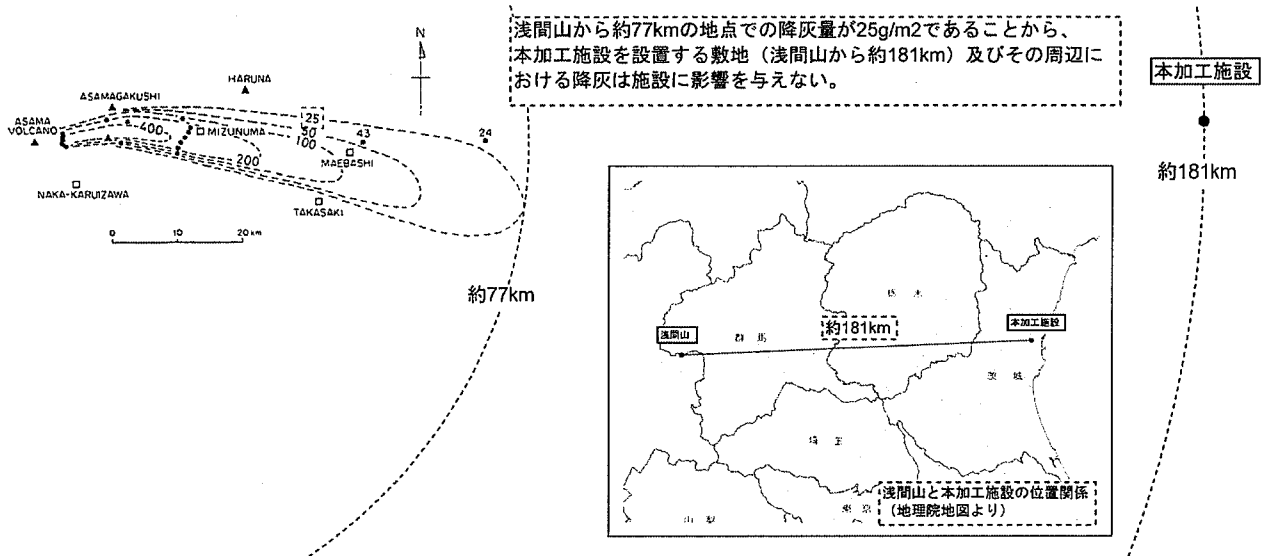 浅間山から約77kmの地点での降灰量が25g/m2であることから、
本加工施設を設置する敷地（浅間山から約181km）及びその周辺に
おける降灰は施設に影響を与えない。
本加工施設
約181km
N
HARUNA
ASAMAGAKUSHI
ASAMA
VOLCANO
400
MIZUNUMA
25
50
100
43
24
200
MAEBASHI
NAKA-KARUIZAWA
TAKASAKI
0 10 20 km
約77km
栃 木
浅間山
群 馬
約181km
本加工施設
茨 城
埼 玉
浅間山と本加工施設の位置関係
（地理院地図より）
東 京
山 梨